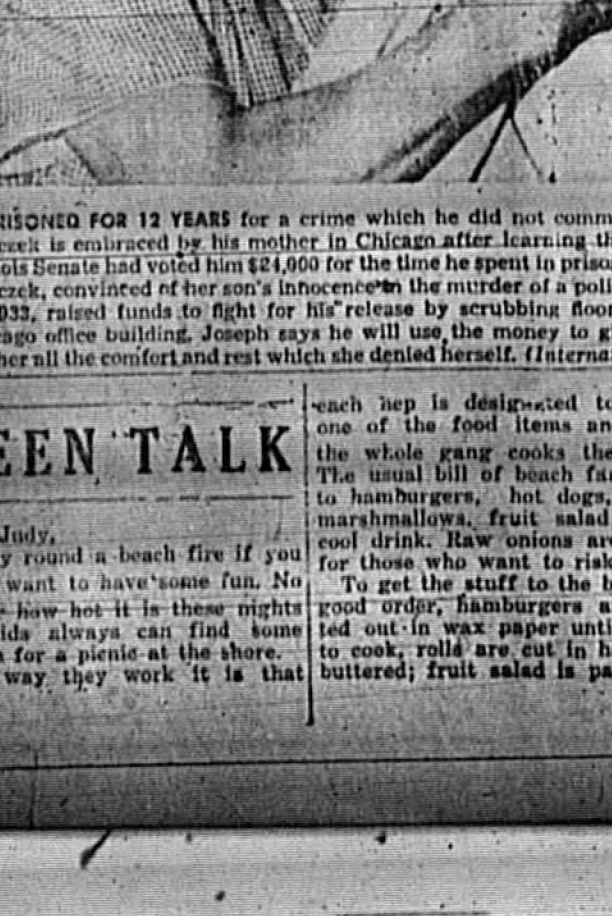 RISONED FOR 12 YEARS for a crime which he did not comm
czek is embraced by his mother in Chicago after learning th
ois Senate had voted him $24,000 for the time he spent in priso
czek, convinced of her son's innocence in the murder of a poli
033, raised funds to fight for his release by scrubbing floor
ago office building. Joseph says he will use the money to gi
her all the comfort and rest which she denied herself. (Interna
EEN TALK
Judy,
y round a beach fire if you
want to have some fun. No
how hot it is these nights
ids always can find some
for a picnic at the shore.
way they work it is that
each hep is designated to
one of the food items an
the whole gang cooks the
The usual bill of beach fa
to hamburgers, hot dogs,
marshmallows, fruit salad
cool drink. Raw onions are
for those who want to risk
To get the stuff to the b
good order, hamburgers a
ted out in wax paper unti
to cook, rolls are cut in ha
buttered; fruit salad is pa